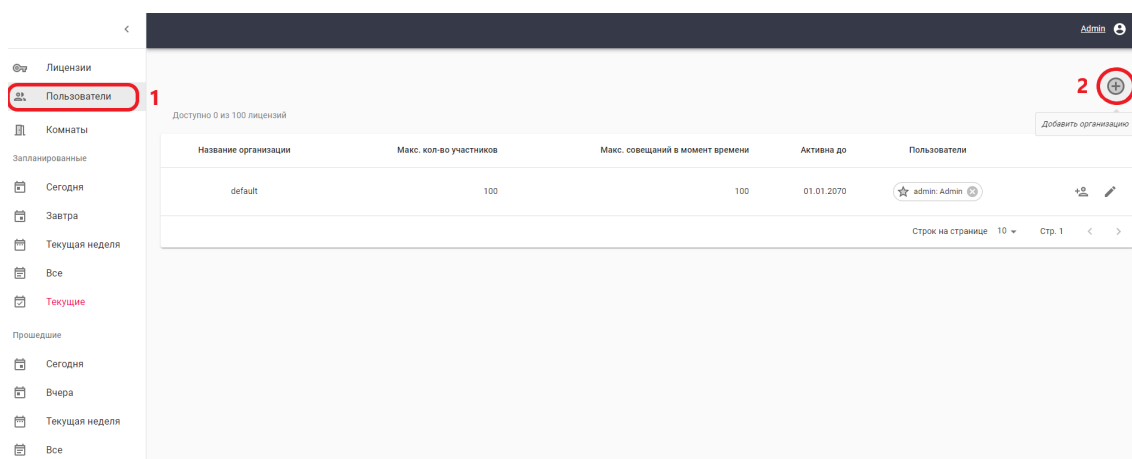 Admin
Лицензии
Пользователи
1
2
Комнаты
Доступно 0 из 100 лицензий
Добавить организацию
Название организации Макс. кол-во участников Макс. совещаний в момент времени Активна до Пользователи
default 100 100 01.01.2070 admin: Admin
Строк на странице 10 Стр. 1
Запланированные
Сегодня
Завтра
Текущая неделя
Все
Текущие
Прошедшие
Сегодня
Вчера
Текущая неделя
Все